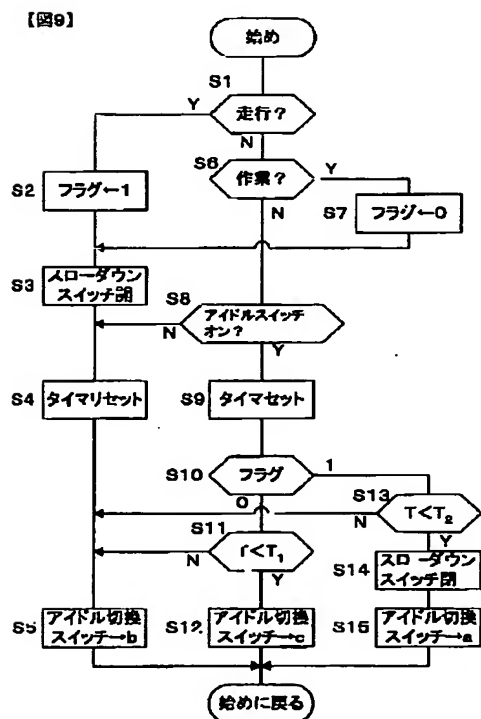 【図9】
始め
S1
走行?
Y
N
S6
作業?
Y
N
S2
フラグ←1
S7
フラグ←0
S3
スローダウン
スイッチ開
S8
アイドルスイッチ
オン?
N
Y
S4
タイマリセット
S9
タイマセット
S10
フラグ
1
0
S13
T<T₂
N
Y
S11
T<T₁
N
Y
S14
スローダウン
スイッチ閉
S5
アイドル切換
スイッチ→b
S12
アイドル切換
スイッチ→c
S15
アイドル切換
スイッチ→a
始めに戻る